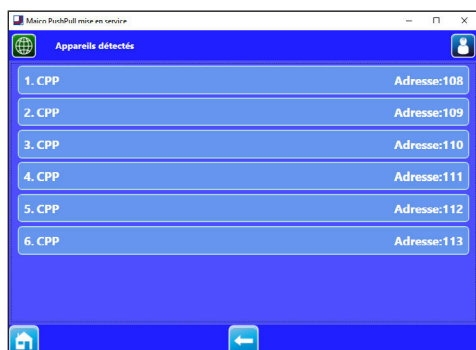 Maico PushPull mise en service
Appareils détectés
1. CPP Adresse:108
2. CPP Adresse:109
3. CPP Adresse:110
4. CPP Adresse:111
5. CPP Adresse:112
6. CPP Adresse:113